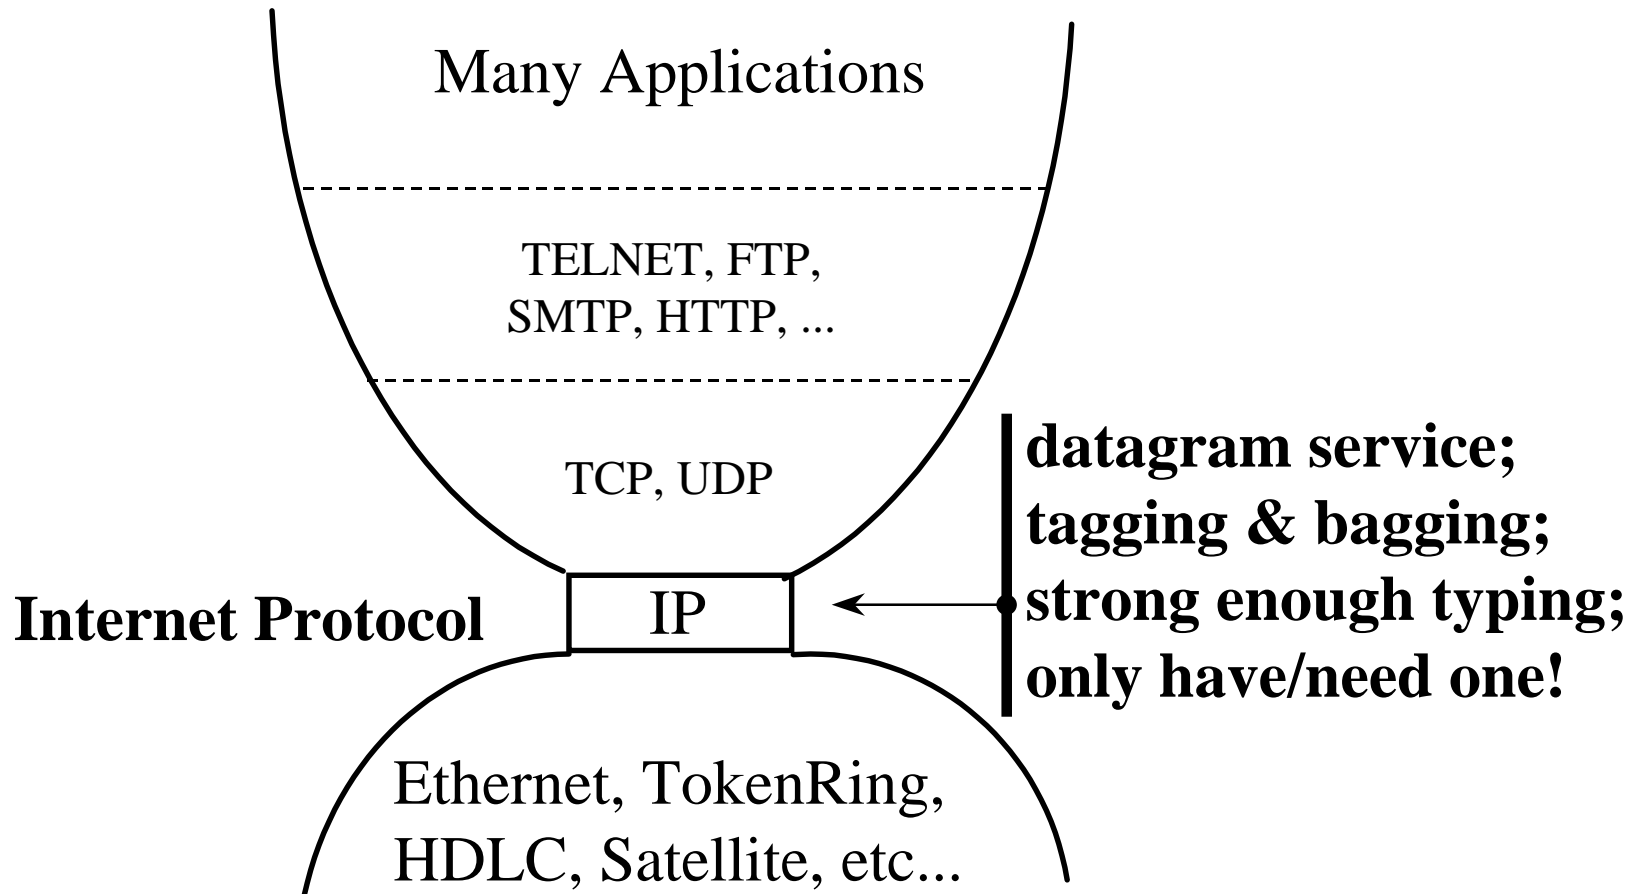 Many Applications
TELNET, FTP,
SMTP, HTTP, ...
TCP, UDP
Internet Protocol
IP
datagram service;
tagging & bagging;
strong enough typing;
only have/need one!
Ethernet, TokenRing,
HDLC, Satellite, etc...